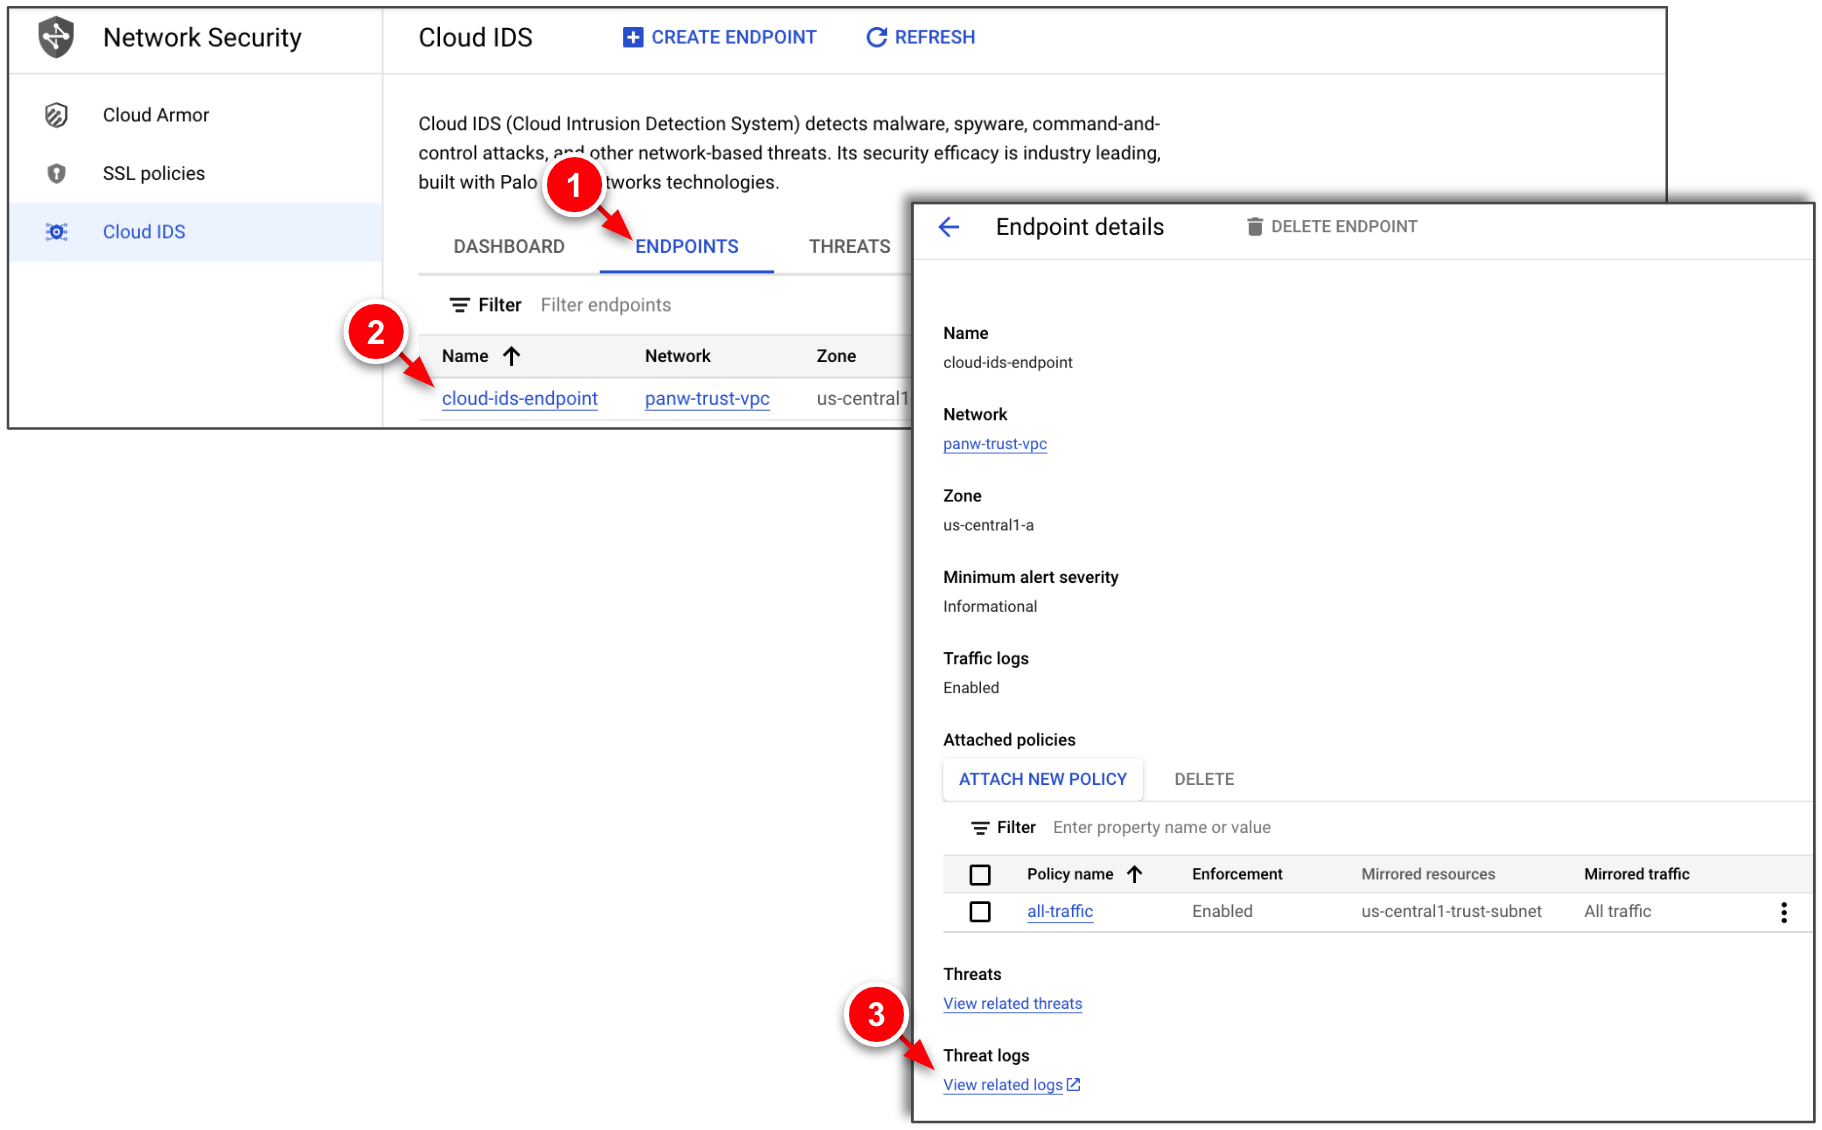 Network Security
Cloud Armor
SSL policies
Cloud IDS
Cloud IDS
CREATE ENDPOINT
REFRESH
Cloud IDS (Cloud Intrusion Detection System) detects malware, spyware, command-and-
control attacks, and other network-based threats. Its security efficacy is industry leading,
built with Palo tworks technologies.
1
DASHBOARD
ENDPOINTS
THREATS
Filter
Filter endpoints
2
Name
Network
Zone
cloud-ids-endpoint
panw-trust-vpc
us-central1
Endpoint details
DELETE ENDPOINT
Name
cloud-ids-endpoint
Network
panw-trust-vpc
Zone
us-central1-a
Minimum alert severity
Informational
Traffic logs
Enabled
Attached policies
ATTACH NEW POLICY
DELETE
Filter
Enter property name or value
Policy name
Enforcement
Mirrored resources
Mirrored traffic
all-traffic
Enabled
us-central1-trust-subnet
All traffic
Threats
View related threats
3
Threat logs
View related logs